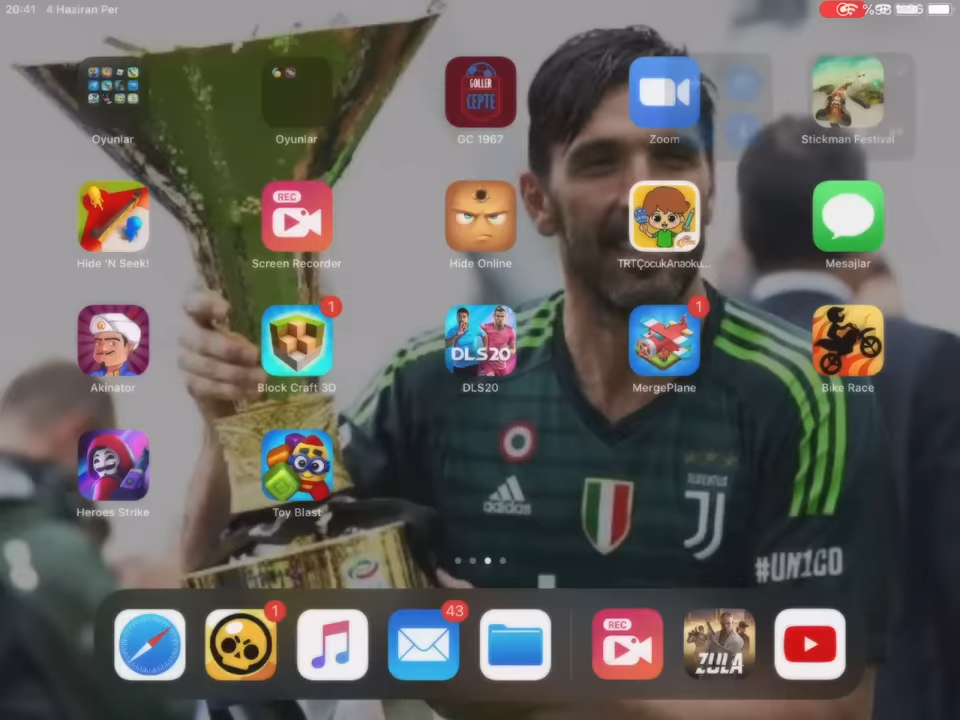 20:41 4 Haziran Per
GOLLER
CEPTE
Oyunlar
Oyunlar
GC 1967
Zoom
Stickman Festival
REC
Hide 'N Seek!
Screen Recorder
Hide Online
TRTÇocukAnaoku...
Mesajlar
1
1
DLS20
Akinator
Block Craft 3D
DLS20
MergePlane
Bike Race
Heroes Strike
Toy Blast
adidas
JUVENTUS
#UN1CO
1
43
REC
ZULA